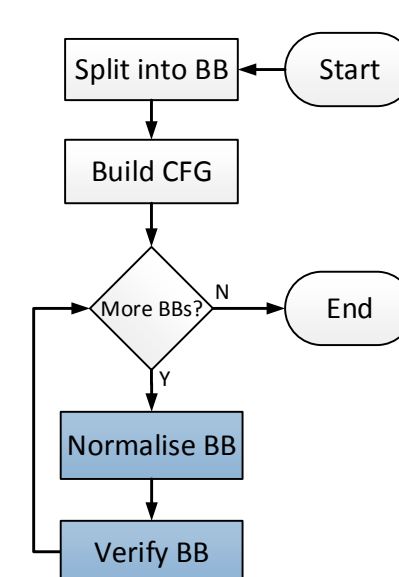 Split into BB
Start
Build CFG
More BBs?
N
End
Y
Normalise BB
Verify BB